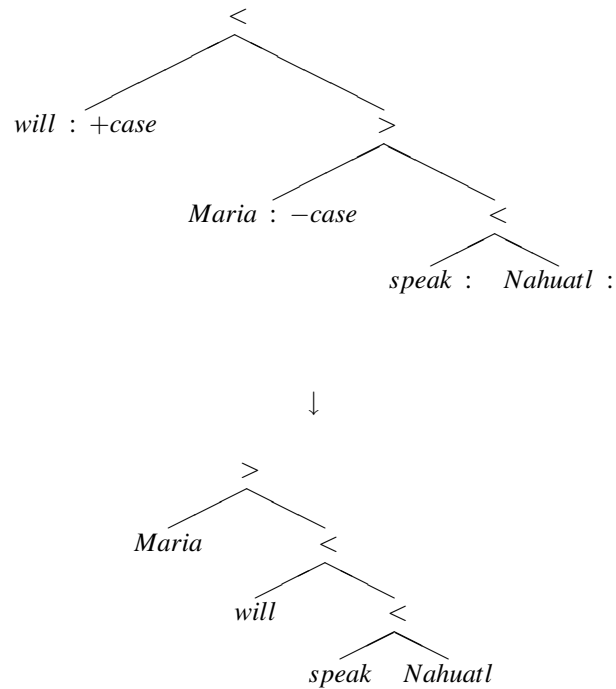 <
will : +case
>
Maria : −case
<
speak : Nahuatl :
↓
>
Maria
<
will
<
speak Nahuatl